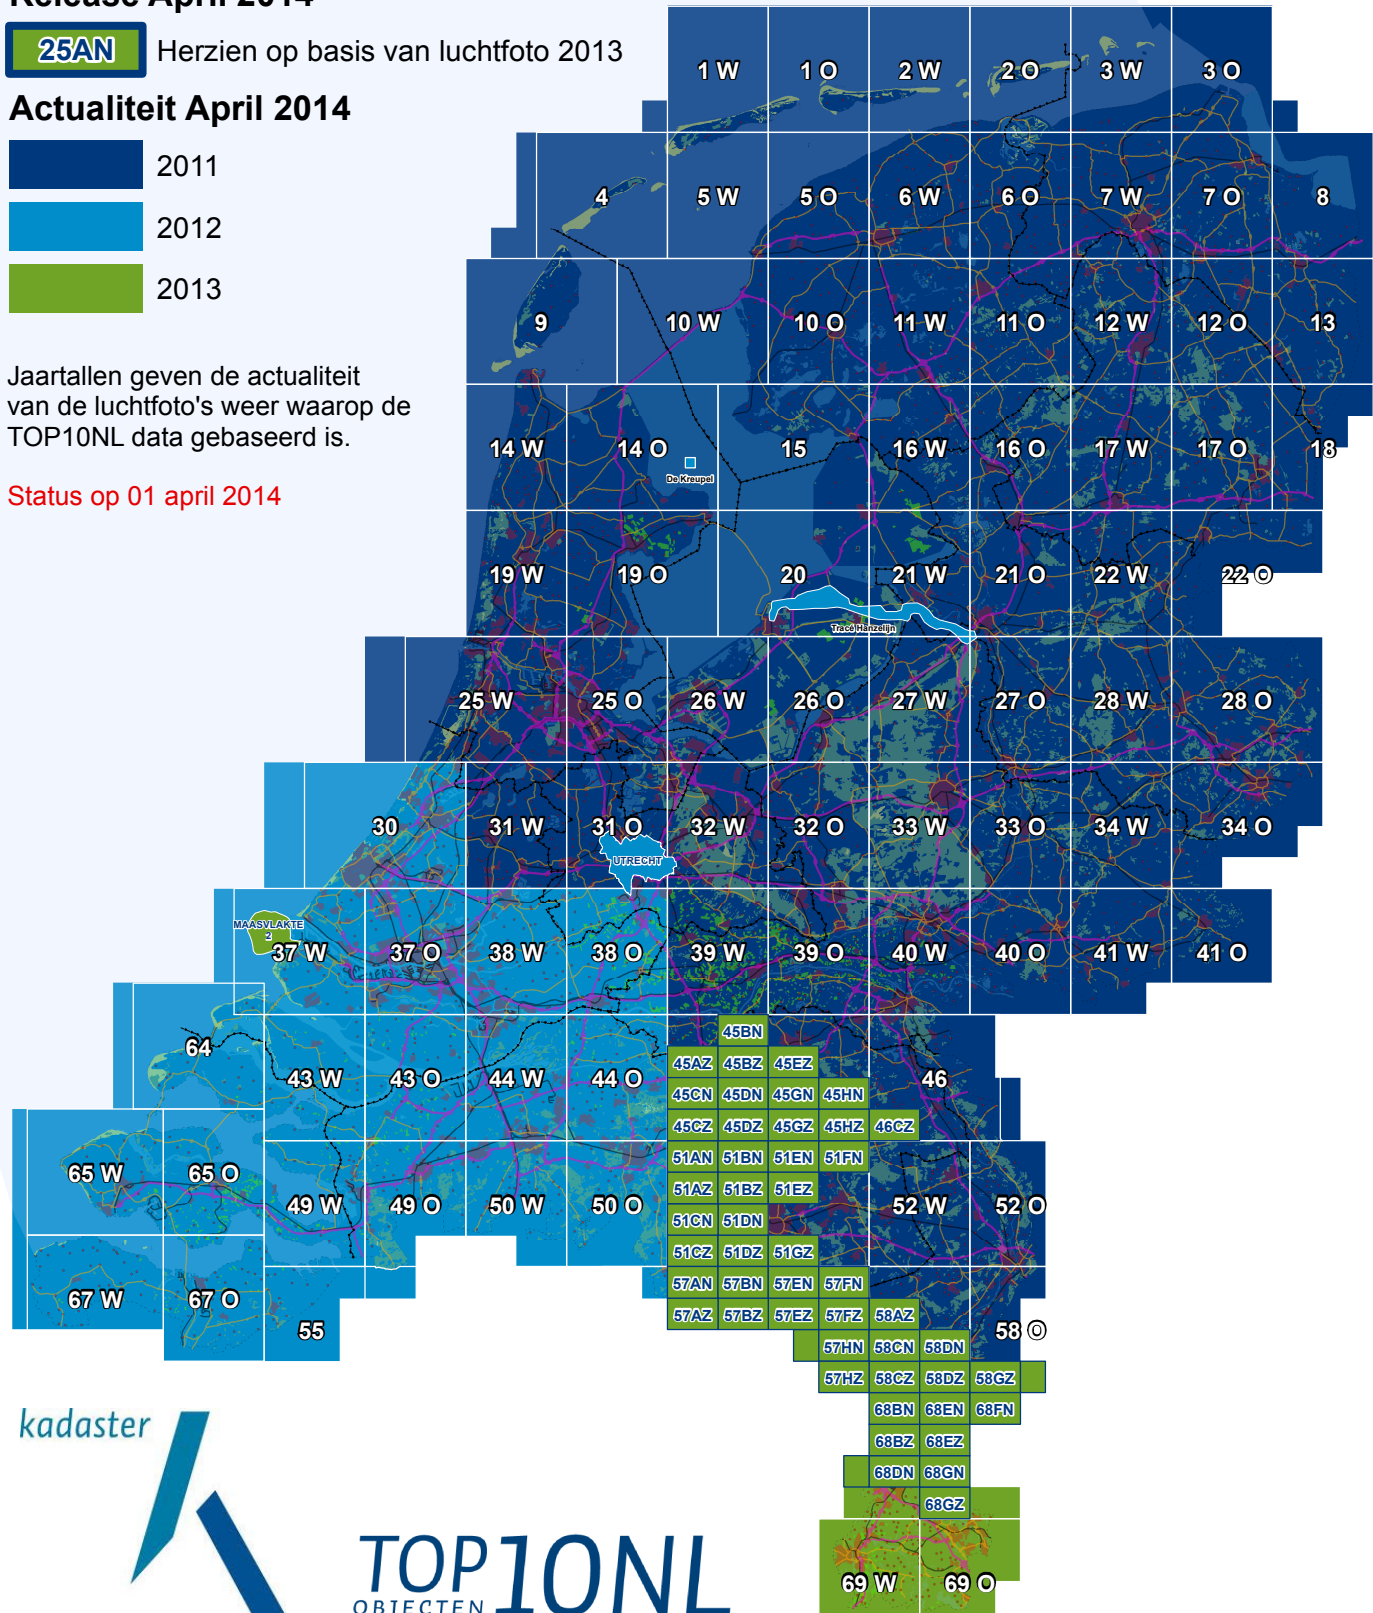 Release April 2014
25AN Herzien op basis van luchtfoto 2013
Actualiteit April 2014
2011
2012
2013
Jaartallen geven de actualiteit
van de luchtfoto's weer waarop de
TOP10NL data gebaseerd is.
Status op 01 april 2014
1 W 1 O 2 W 2 O 3 W 3 O
4 5 W 5 O 6 W 6 O 7 W 7 O 8
9 10 W 10 O 11 W 11 O 12 W 12 O 13
14 W 14 O 15 16 W 16 O 17 W 17 O 18
De Kreupel
19 W 19 O 20 21 W 21 O 22 W 22 O
Tracé Hanzelijn
25 W 25 O 26 W 26 O 27 W 27 O 28 W 28 O
30 31 W 31 O 32 W 32 O 33 W 33 O 34 W 34 O
UTRECHT
MAASVLAKTE
2
37 W 37 O 38 W 38 O 39 W 39 O 40 W 40 O 41 W 41 O
45BN
64 43 W 43 O 44 W 44 O 46
45AZ 45BZ 45EZ
45CN 45DN 45GN 45HN
45CZ 45DZ 45GZ 45HZ 46CZ
51AN 51BN 51EN 51FN
65 W 65 O 49 W 49 O 50 W 50 O 52 W 52 O
51AZ 51BZ 51EZ
51CN 51DN
51CZ 51DZ 51GZ
57AN 57BN 57EN 57FN
67 W 67 O 55 58 O
57AZ 57BZ 57EZ 57FZ 58AZ
57HN 58CN 58DN
57HZ 58CZ 58DZ 58GZ
68BN 68EN 68FN
68BZ 68EZ
68DN 68GN
68GZ
69 W 69 O
kadaster
TOP10NL
OBJECTEN